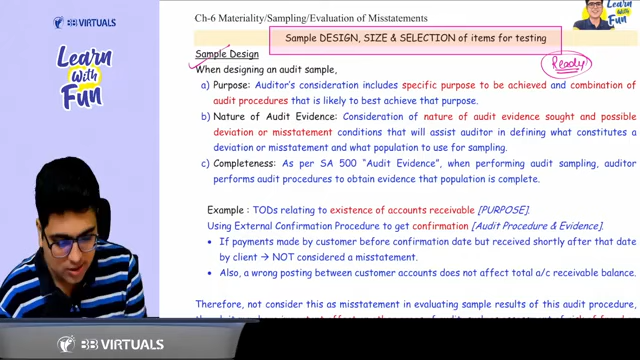 Ch-6 Materiality/Sampling/Evaluation of Misstatements
BB VIRTUALS
Sample DESIGN, SIZE & SELECTION of items for testing
Learn
With
Fun
Sample Design
Ready
When designing an audit sample,
a) Purpose: Auditor's consideration includes specific purpose to be achieved and combination of
audit procedures that is likely to best achieve that purpose.
b) Nature of Audit Evidence: Consideration of nature of audit evidence sought and possible
deviation or misstatement conditions that will assist auditor in defining what constitutes a
deviation or misstatement and what population to use for sampling.
c) Completeness: As per SA 500 "Audit Evidence", when performing audit sampling, auditor
performs audit procedures to obtain evidence that population is complete.
Example : TODs relating to existence of accounts receivable [PURPOSE].
Using External Confirmation Procedure to get confirmation [Audit Procedure & Evidence].
• If payments made by customer before confirmation date but received shortly after that date
by client → NOT considered a misstatement.
• Also, a wrong posting between customer accounts does not affect total a/c receivable balance.
Therefore, not consider this as misstatement in evaluating sample results of this audit procedure,
BB VIRTUALS
BB VIRTUALS